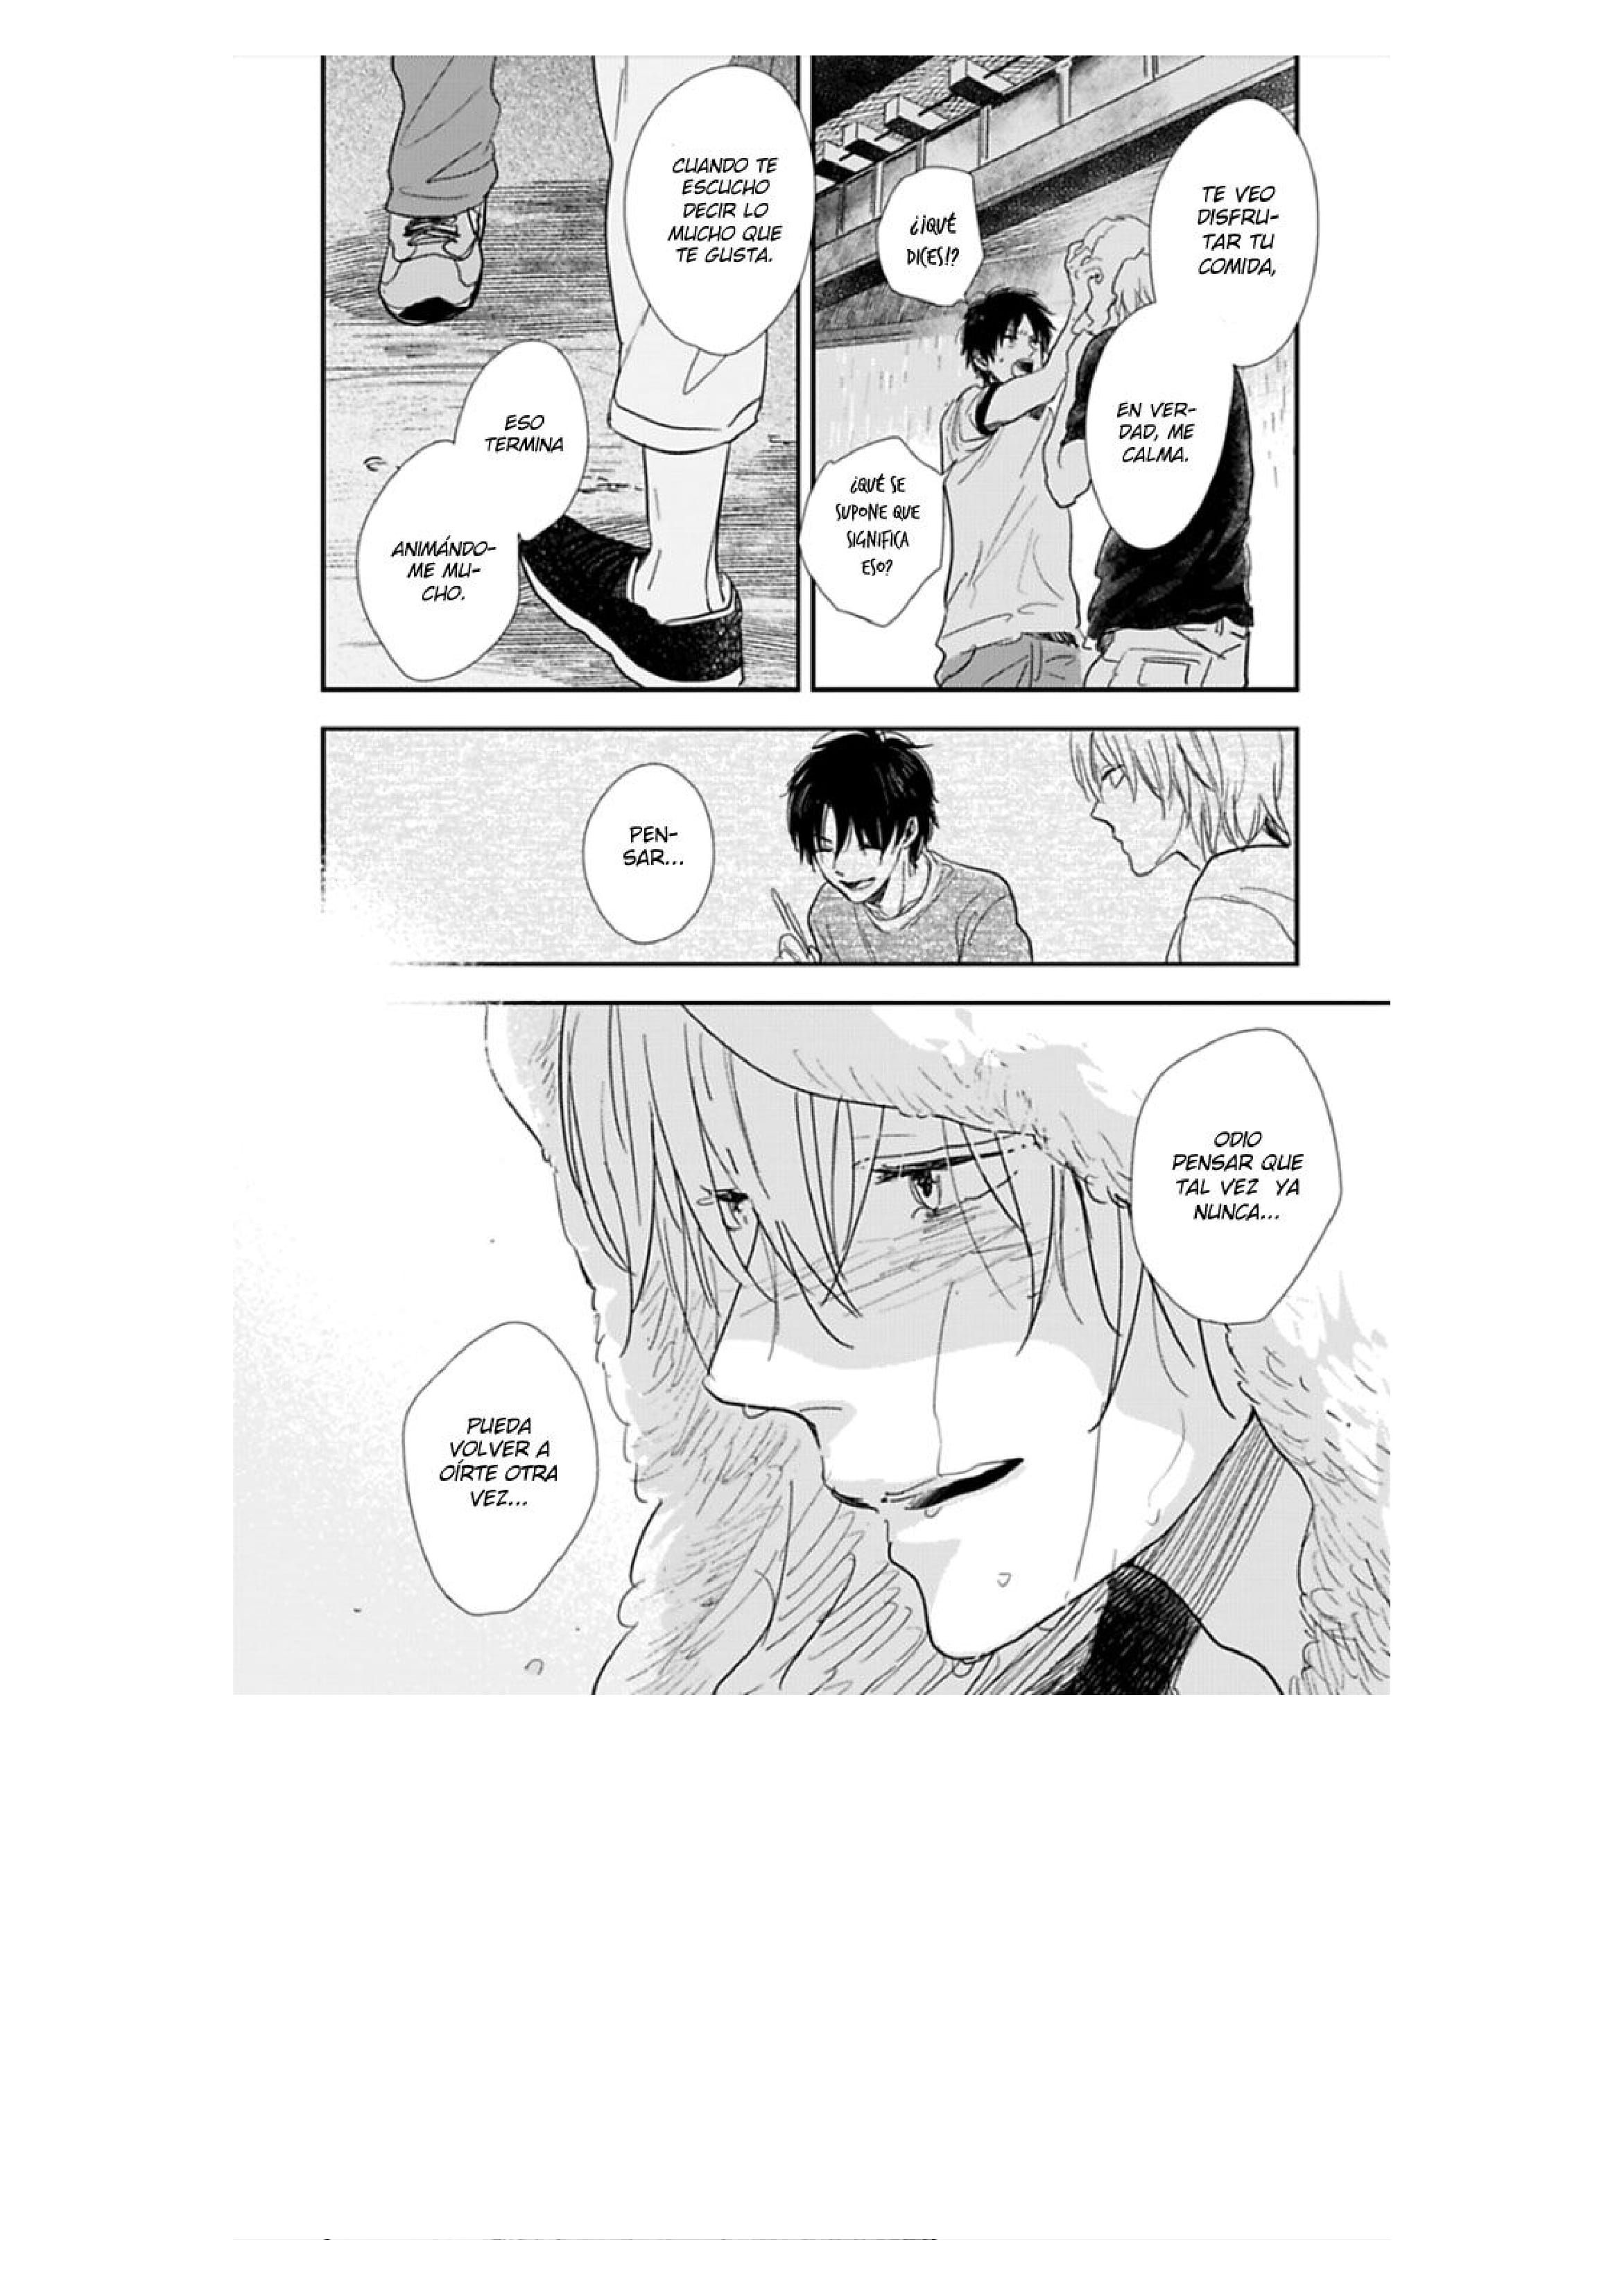 TE VEO
DISFRU-
TAR TU
COMIDA,
EN VER-
DAD, ME
CALMA.
¿¡QUÉ
DICES!?
¿QUÉ SE
SUPONE QUE
SIGNIFICA
ESO?
CUANDO TE
ESCUCHO
DECIR LO
MUCHO QUE
TE GUSTA.
ESO
TERMINA
ANIMÁNDO-
ME MU-
CHO.
PEN-
SAR...
ODIO
PENSAR QUE
TAL VEZ YA
NUNCA...
PUEDA
VOLVER A
OÍRTE OTRA
VEZ...